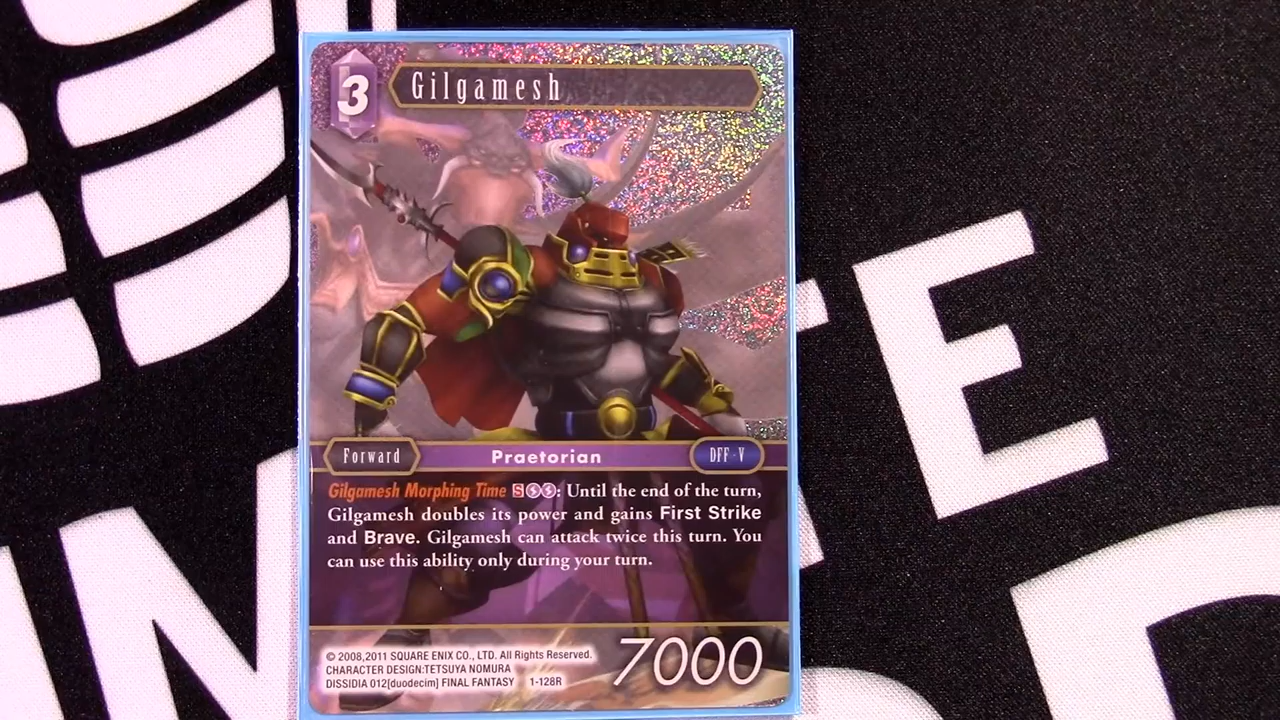 3
Gilgamesh
Forward
Praetorian
DFF · V
Gilgamesh Morphing Time S: Until the end of the turn,
Gilgamesh doubles its power and gains First Strike
and Brave. Gilgamesh can attack twice this turn. You
can use this ability only during your turn.
7000
© 2008,2011 SQUARE ENIX CO., LTD. All Rights Reserved.
CHARACTER DESIGN:TETSUYA NOMURA
DISSIDIA 012[duodecim] FINAL FANTASY 1-128R